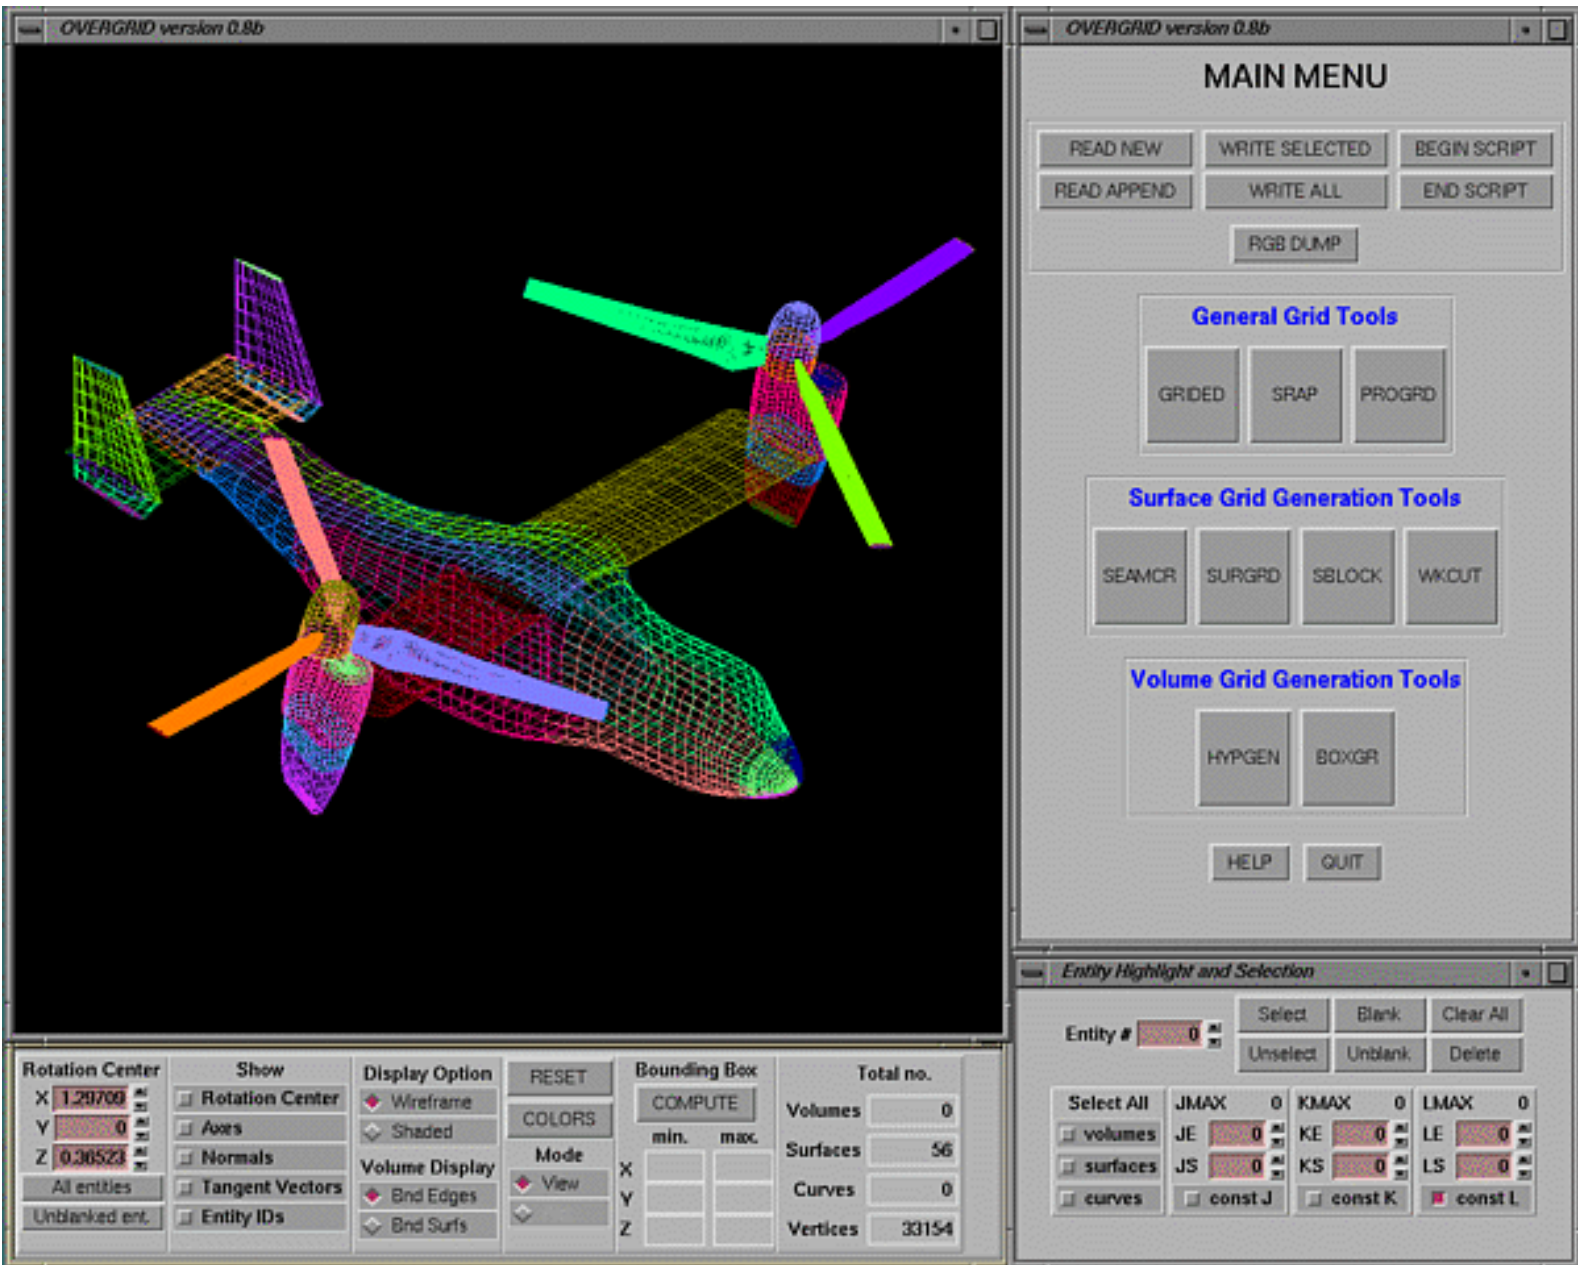 OVERGRID version 0.8b
OVERGRID version 0.8b
MAIN MENU
READ NEW WRITE SELECTED BEGIN SCRIPT
READ APPEND WRITE ALL END SCRIPT
RGB DUMP
General Grid Tools
GRIDED SRAP PROGRD
Surface Grid Generation Tools
SEAMCR SURGRD SBLOCK WKCUT
Volume Grid Generation Tools
HYPGEN BOXGR
HELP QUIT
Rotation Center
X 1.29709
Y 0
Z 0.36523
All entities
Unblanked ent.
Show
Rotation Center
Axes
Normals
Tangent Vectors
Entity IDs
Display Option
Wireframe
Shaded
Volume Display
Bnd Edges
Bnd Surfs
RESET
COLORS
Mode
View
Bounding Box
COMPUTE
min. max.
X
Y
Z
Total no.
Volumes 0
Surfaces 56
Curves 0
Vertices 33154
Entity Highlight and Selection
Entity # 0
Select Blank Clear All
Unselect Unblank Delete
Select All
volumes
surfaces
curves
JMAX 0 KMAX 0 LMAX 0
JE 0 KE 0 LE 0
JS 0 KS 0 LS 0
const J const K const L